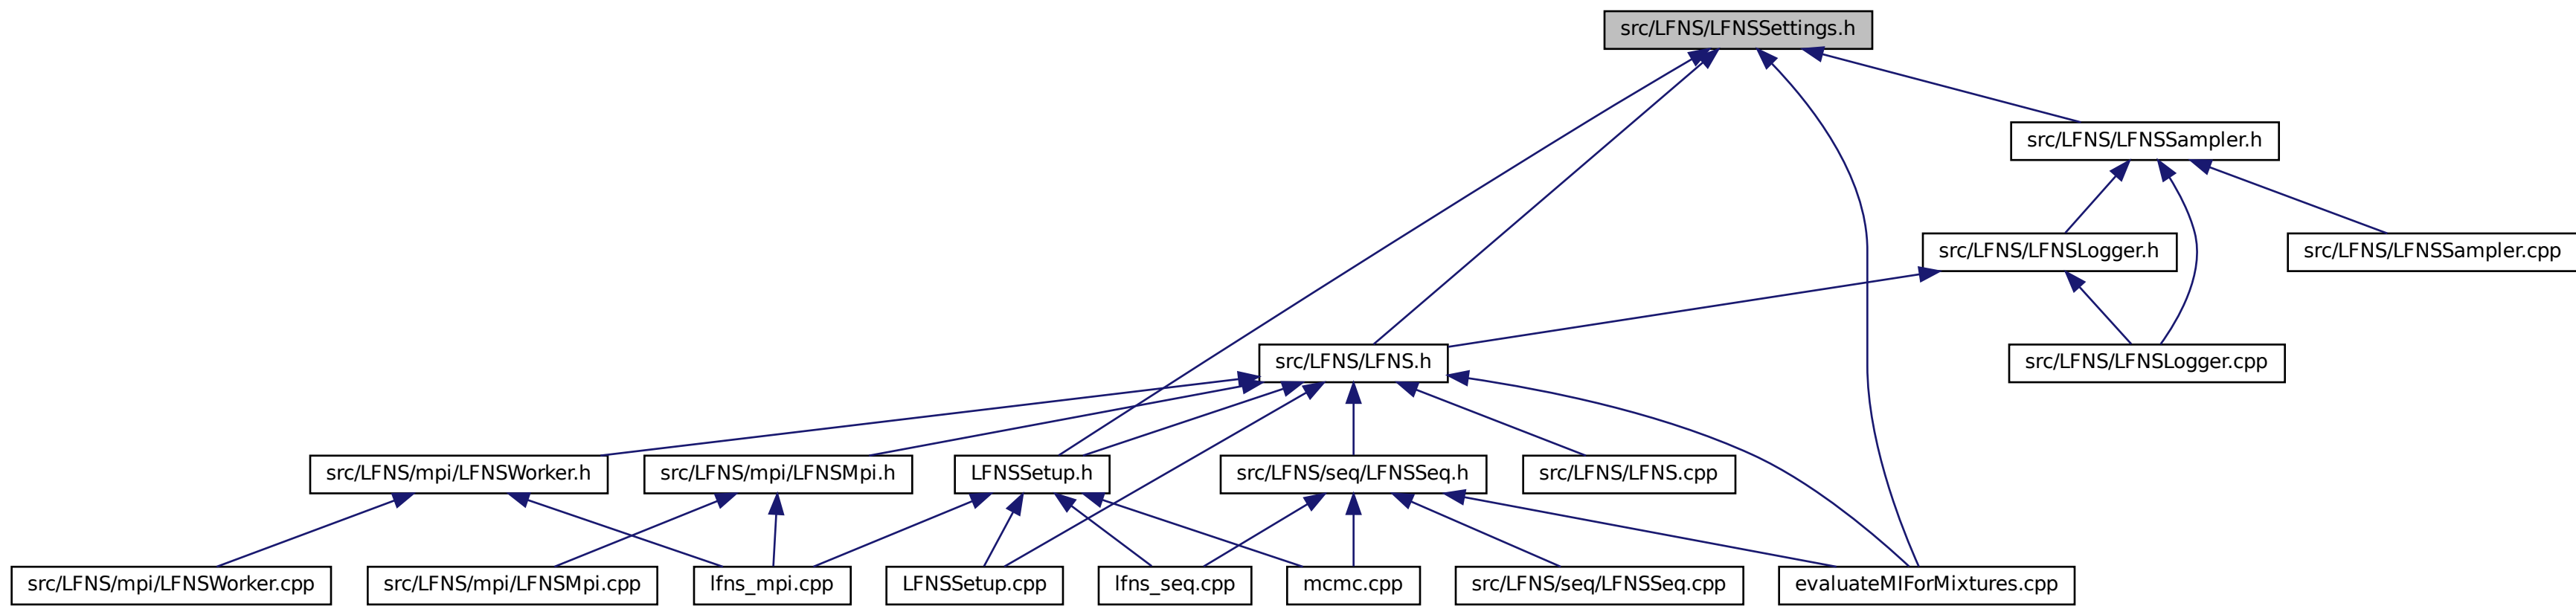 src/LFNS/LFNSSettings.h
src/LFNS/LFNSSampler.h
src/LFNS/LFNSLogger.h
src/LFNS/LFNSSampler.cpp
src/LFNS/LFNS.h
src/LFNS/LFNSLogger.cpp
src/LFNS/mpi/LFNSWorker.h
src/LFNS/mpi/LFNSMpi.h
LFNSSetup.h
src/LFNS/seq/LFNSSeq.h
src/LFNS/LFNS.cpp
src/LFNS/mpi/LFNSWorker.cpp
src/LFNS/mpi/LFNSMpi.cpp
lfns_mpi.cpp
LFNSSetup.cpp
lfns_seq.cpp
mcmc.cpp
src/LFNS/seq/LFNSSeq.cpp
evaluateMIForMixtures.cpp